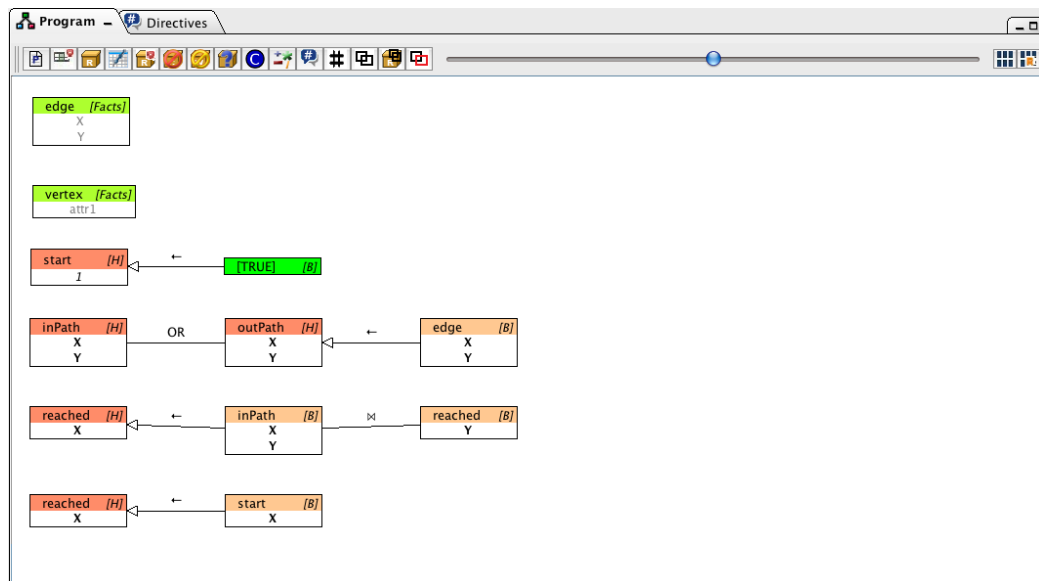 Program
Directives
edge [Facts]
X
Y
vertex [Facts]
attr1
start [H] ← [TRUE] [B]
1
inPath [H] OR outPath [H] ← edge [B]
X X X
Y Y Y
reached [H] ← inPath [B] ⋈ reached [B]
X X Y
Y
reached [H] ← start [B]
X X